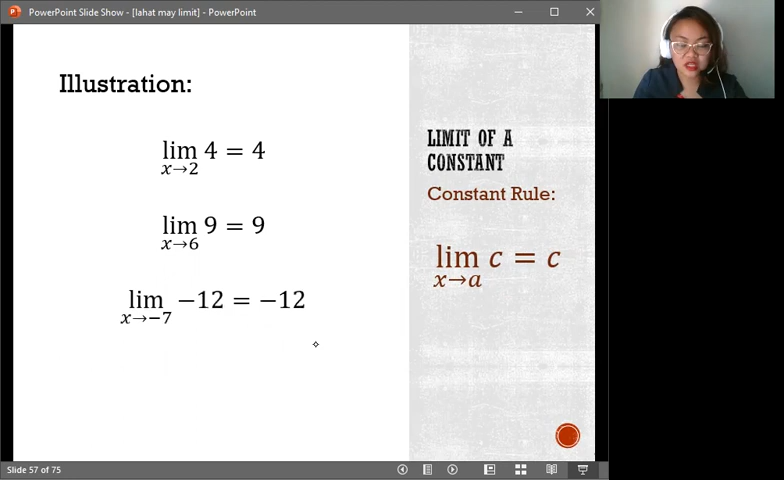 PowerPoint Slide Show - [lahat may limit] - PowerPoint
Illustration:
lim 4 = 4
x→2
lim 9 = 9
x→6
lim −12 = −12
x→−7
LIMIT OF A
CONSTANT
Constant Rule:
lim c = c
x→a
Slide 57 of 75